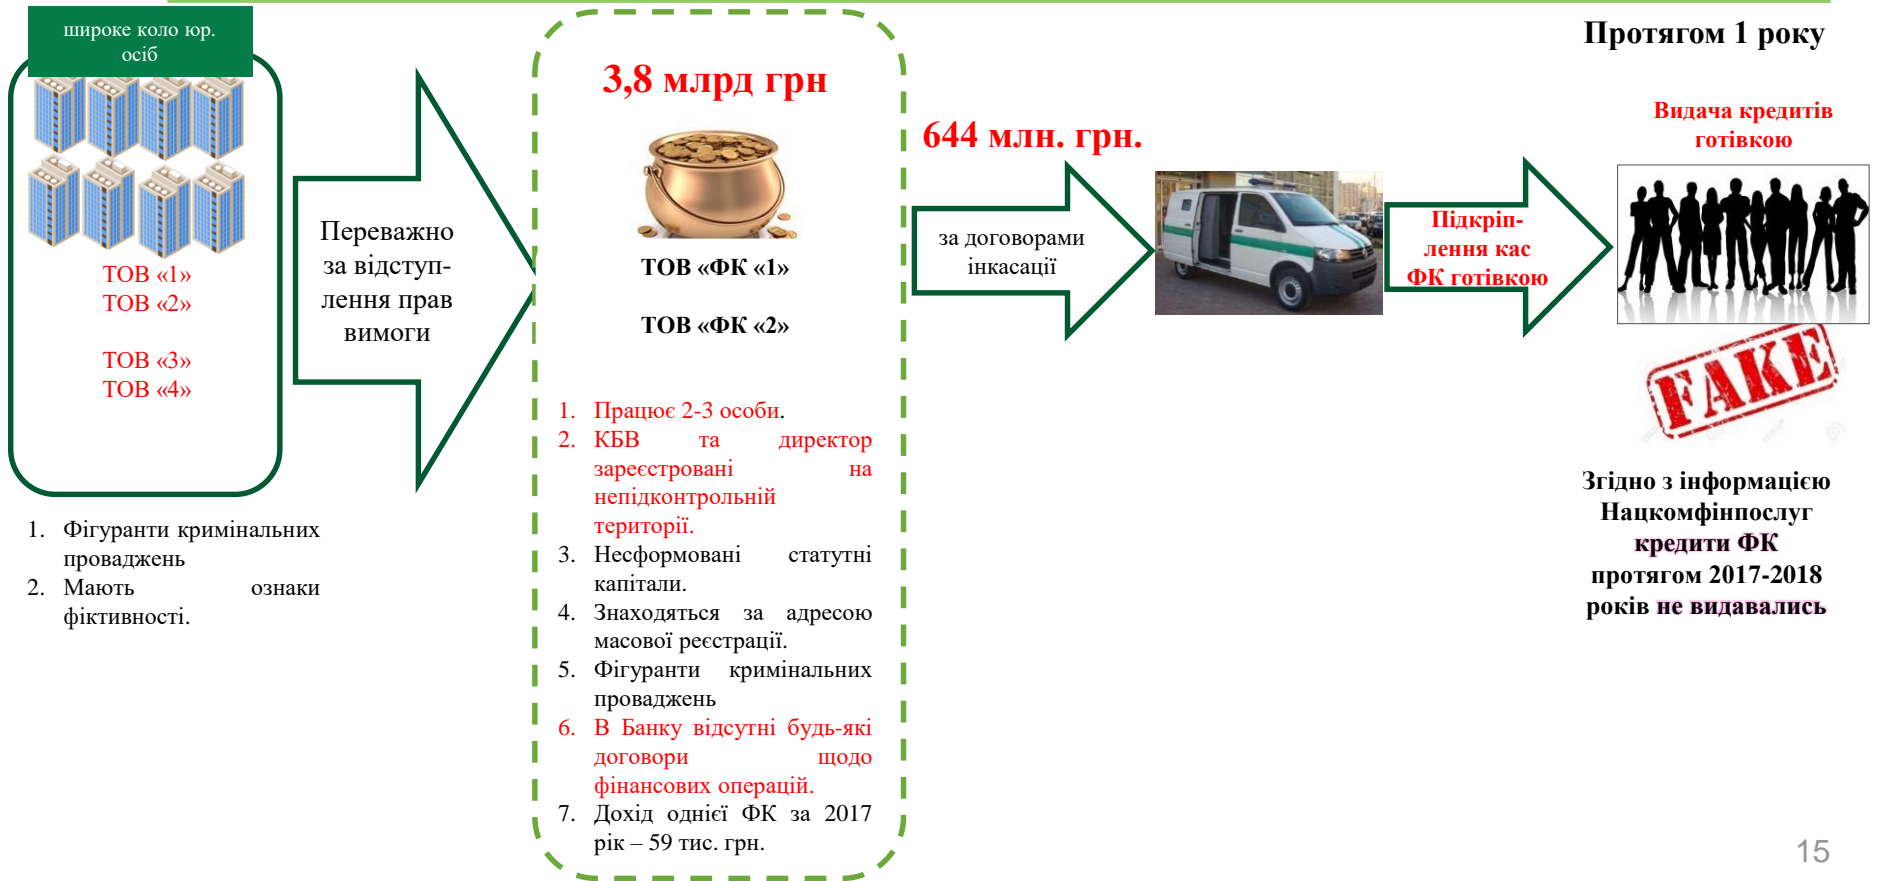 широке коло юр.
осіб
ТОВ «1»
ТОВ «2»
ТОВ «3»
ТОВ «4»
1. Фігуранти кримінальних
проваджень
2. Мають ознаки
фіктивності.
Переважно
за відступ-
лення прав
вимоги
3,8 млрд грн
ТОВ «ФК «1»
ТОВ «ФК «2»
1. Працює 2-3 особи.
2. КБВ та директор
зареєстровані на
непідконтрольній
території.
3. Несформовані статутні
капітали.
4. Знаходяться за адресою
масової реєстрації.
5. Фігуранти кримінальних
проваджень
6. В Банку відсутні будь-які
договори щодо
фінансових операцій.
7. Дохід однієї ФК за 2017
рік – 59 тис. грн.
644 млн. грн.
за договорами
інкасації
Підкріп-
лення кас
ФК готівкою
Протягом 1 року
Видача кредитів
готівкою
FAKE
Згідно з інформацією
Нацкомфінпослуг
кредити ФК
протягом 2017-2018
років не видавались
15